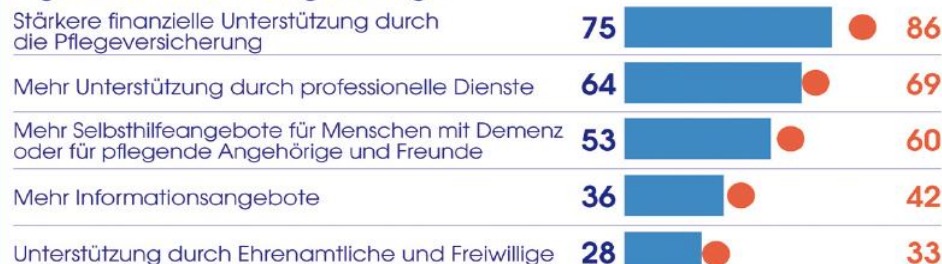 Stärkere finanzielle Unterstützung durch
die Pflegeversicherung
75
86
Mehr Unterstützung durch professionelle Dienste
64
69
Mehr Selbsthilfeangebote für Menschen mit Demenz
oder für pflegende Angehörige und Freunde
53
60
Mehr Informationsangebote
36
42
Unterstützung durch Ehrenamtliche und Freiwillige
28
33